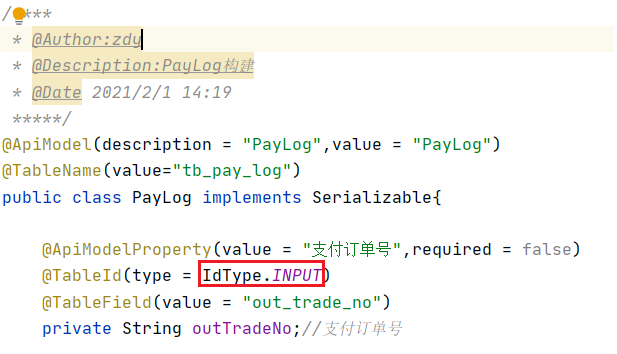 /****
* @Author:zdy
* @Description:PayLog构建
* @Date 2021/2/1 14:19
*****/
@ApiModel(description = "PayLog",value = "PayLog")
@TableName(value="tb_pay_log")
public class PayLog implements Serializable{
@ApiModelProperty(value = "支付订单号",required = false)
@TableId(type = IdType.INPUT)
@TableField(value = "out_trade_no")
private String outTradeNo;//支付订单号